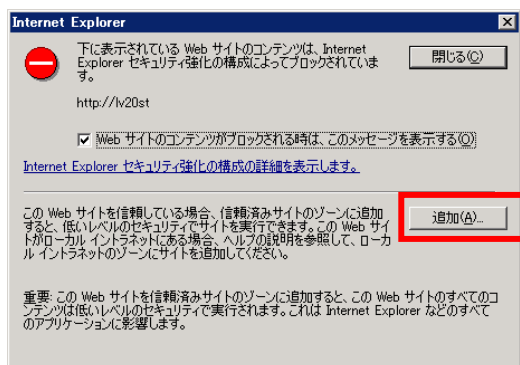 Internet Explorer
下に表示されている Web サイトのコンテンツは、Internet
Explorer セキュリティ強化の構成によってブロックされていま
す。
閉じる(C)
http://lv20st
Web サイトのコンテンツがブロックされる時は、このメッセージを表示する(O)
Internet Explorer セキュリティ強化の構成の詳細を表示します。
この Web サイトを信頼している場合、信頼済みサイトのゾーンに追加
すると、低いレベルのセキュリティでサイトを実行できます。この Web サイ
トがローカル イントラネットにある場合、ヘルプの説明を参照して、ローカ
ル イントラネットのゾーンにサイトを追加してください。
追加(A)...
重要: この Web サイトを信頼済みサイトのゾーンに追加すると、この Web サイトのすべてのコ
ンテンツは低いレベルのセキュリティで実行されます。これは Internet Explorer などのすべて
のアプリケーションに影響します。